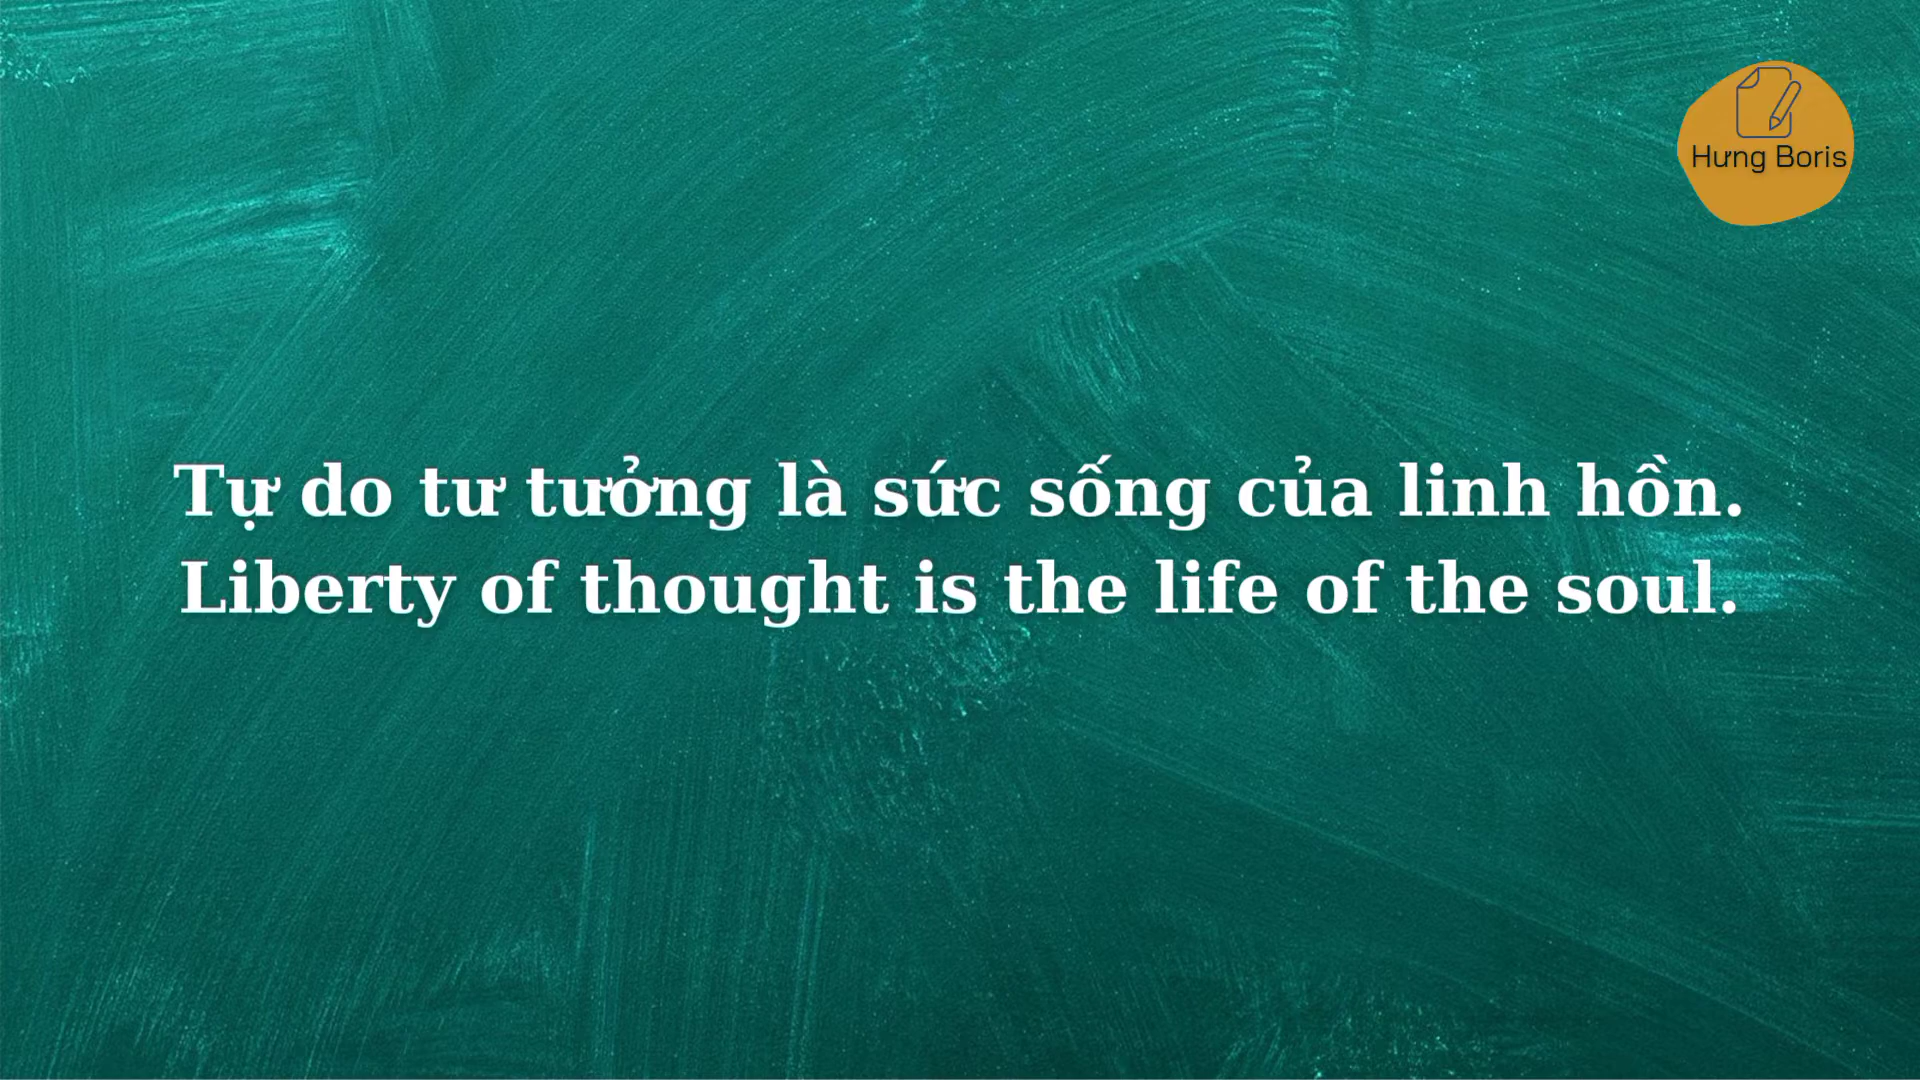 Hưng Boris
Tự do tư tưởng là sức sống của linh hồn.
Liberty of thought is the life of the soul.